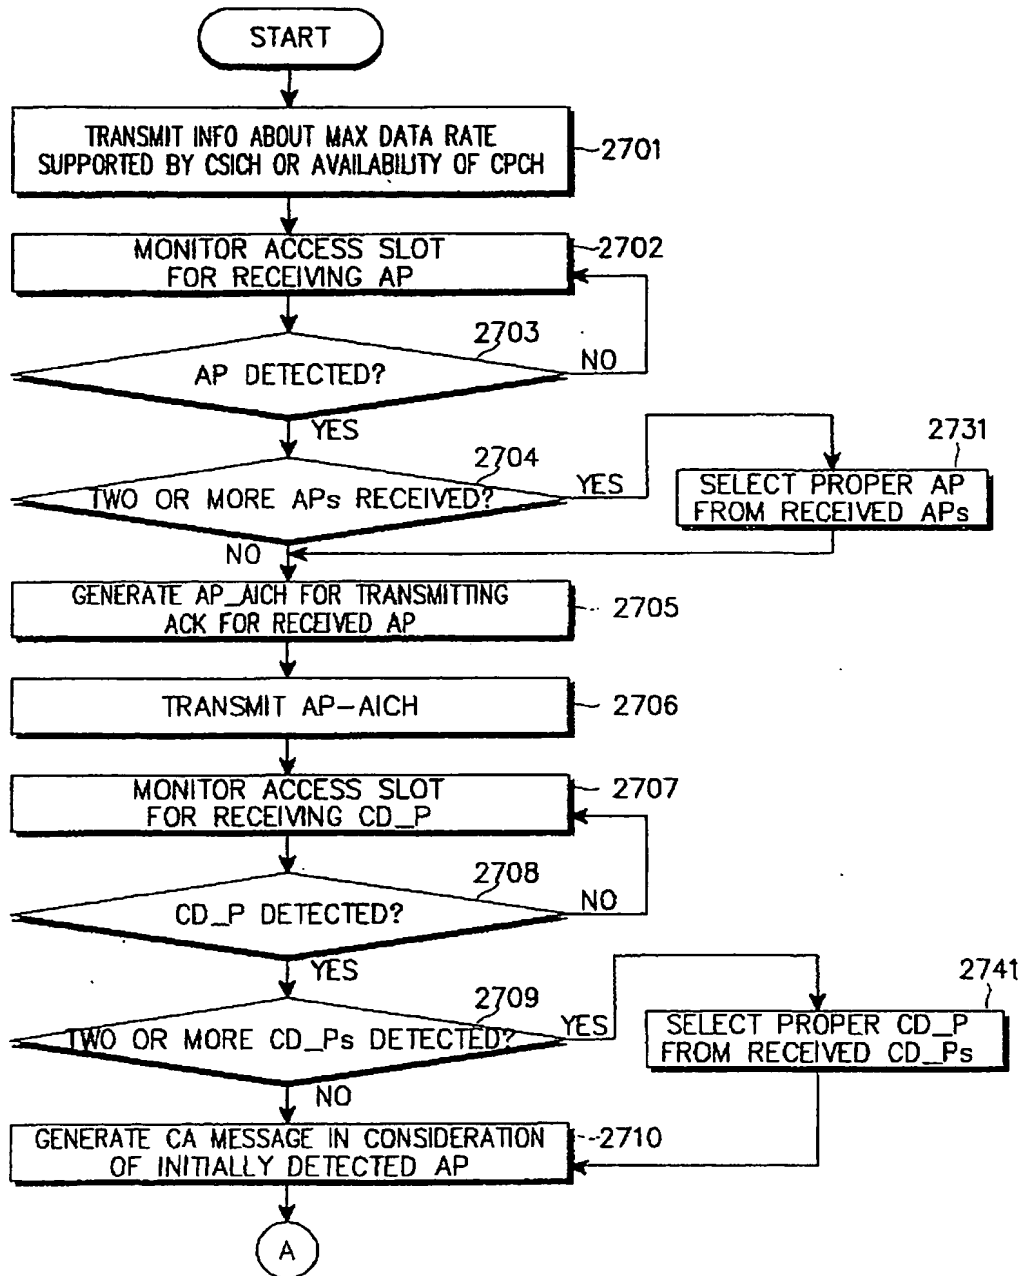 START
TRANSMIT INFO ABOUT MAX DATA RATE
SUPPORTED BY CSICH OR AVAILABILITY OF CPCH
2701
MONITOR ACCESS SLOT
FOR RECEIVING AP
2702
2703
AP DETECTED?
NO
YES
2704
TWO OR MORE APs RECEIVED?
YES
2731
SELECT PROPER AP
FROM RECEIVED APs
NO
GENERATE AP_AICH FOR TRANSMITTING
ACK FOR RECEIVED AP
2705
TRANSMIT AP-AICH
2706
MONITOR ACCESS SLOT
FOR RECEIVING CD_P
2707
2708
CD_P DETECTED?
NO
YES
2709
TWO OR MORE CD_Ps DETECTED?
YES
2741
SELECT PROPER CD_P
FROM RECEIVED CD_Ps
NO
GENERATE CA MESSAGE IN CONSIDERATION
OF INITIALLY DETECTED AP
2710
A